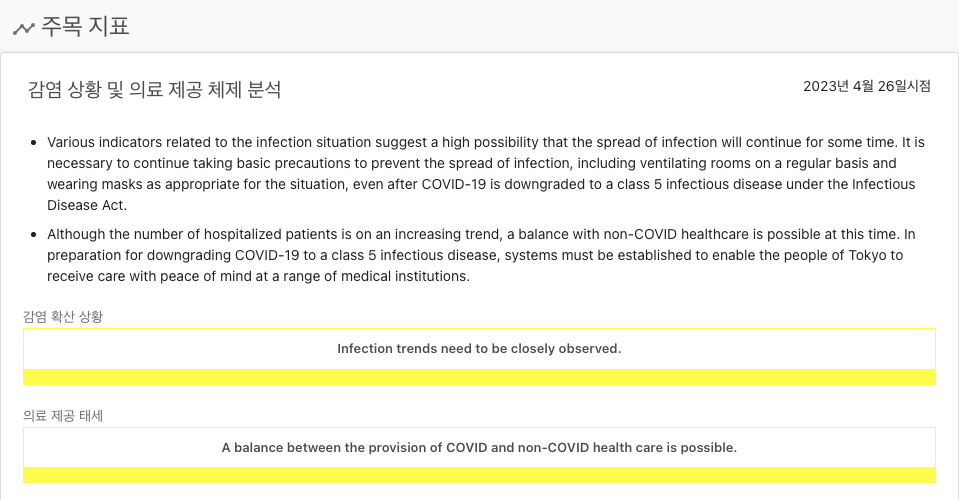 주목 지표
감염 상황 및 의료 제공 체제 분석
2023년 4월 26일시점
Various indicators related to the infection situation suggest a high possibility that the spread of infection will continue for some time. It is
necessary to continue taking basic precautions to prevent the spread of infection, including ventilating rooms on a regular basis and
wearing masks as appropriate for the situation, even after COVID-19 is downgraded to a class 5 infectious disease under the Infectious
Disease Act.
Although the number of hospitalized patients is on an increasing trend, a balance with non-COVID healthcare is possible at this time. In
preparation for downgrading COVID-19 to a class 5 infectious disease, systems must be established to enable the people of Tokyo to
receive care with peace of mind at a range of medical institutions.
감염 확산 상황
Infection trends need to be closely observed.
의료 제공 태세
A balance between the provision of COVID and non-COVID health care is possible.